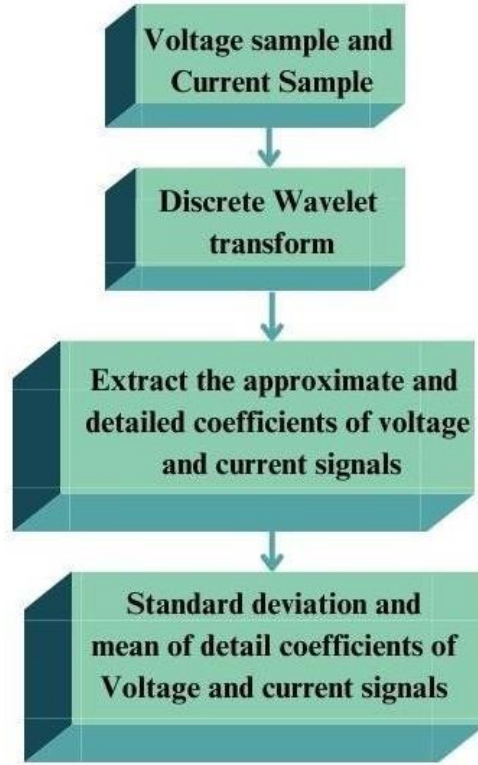 Voltage sample and
Current Sample
Discrete Wavelet
transform
Extract the approximate and
detailed coefficients of voltage
and current signals
Standard deviation and
mean of detail coefficients of
Voltage and current signals